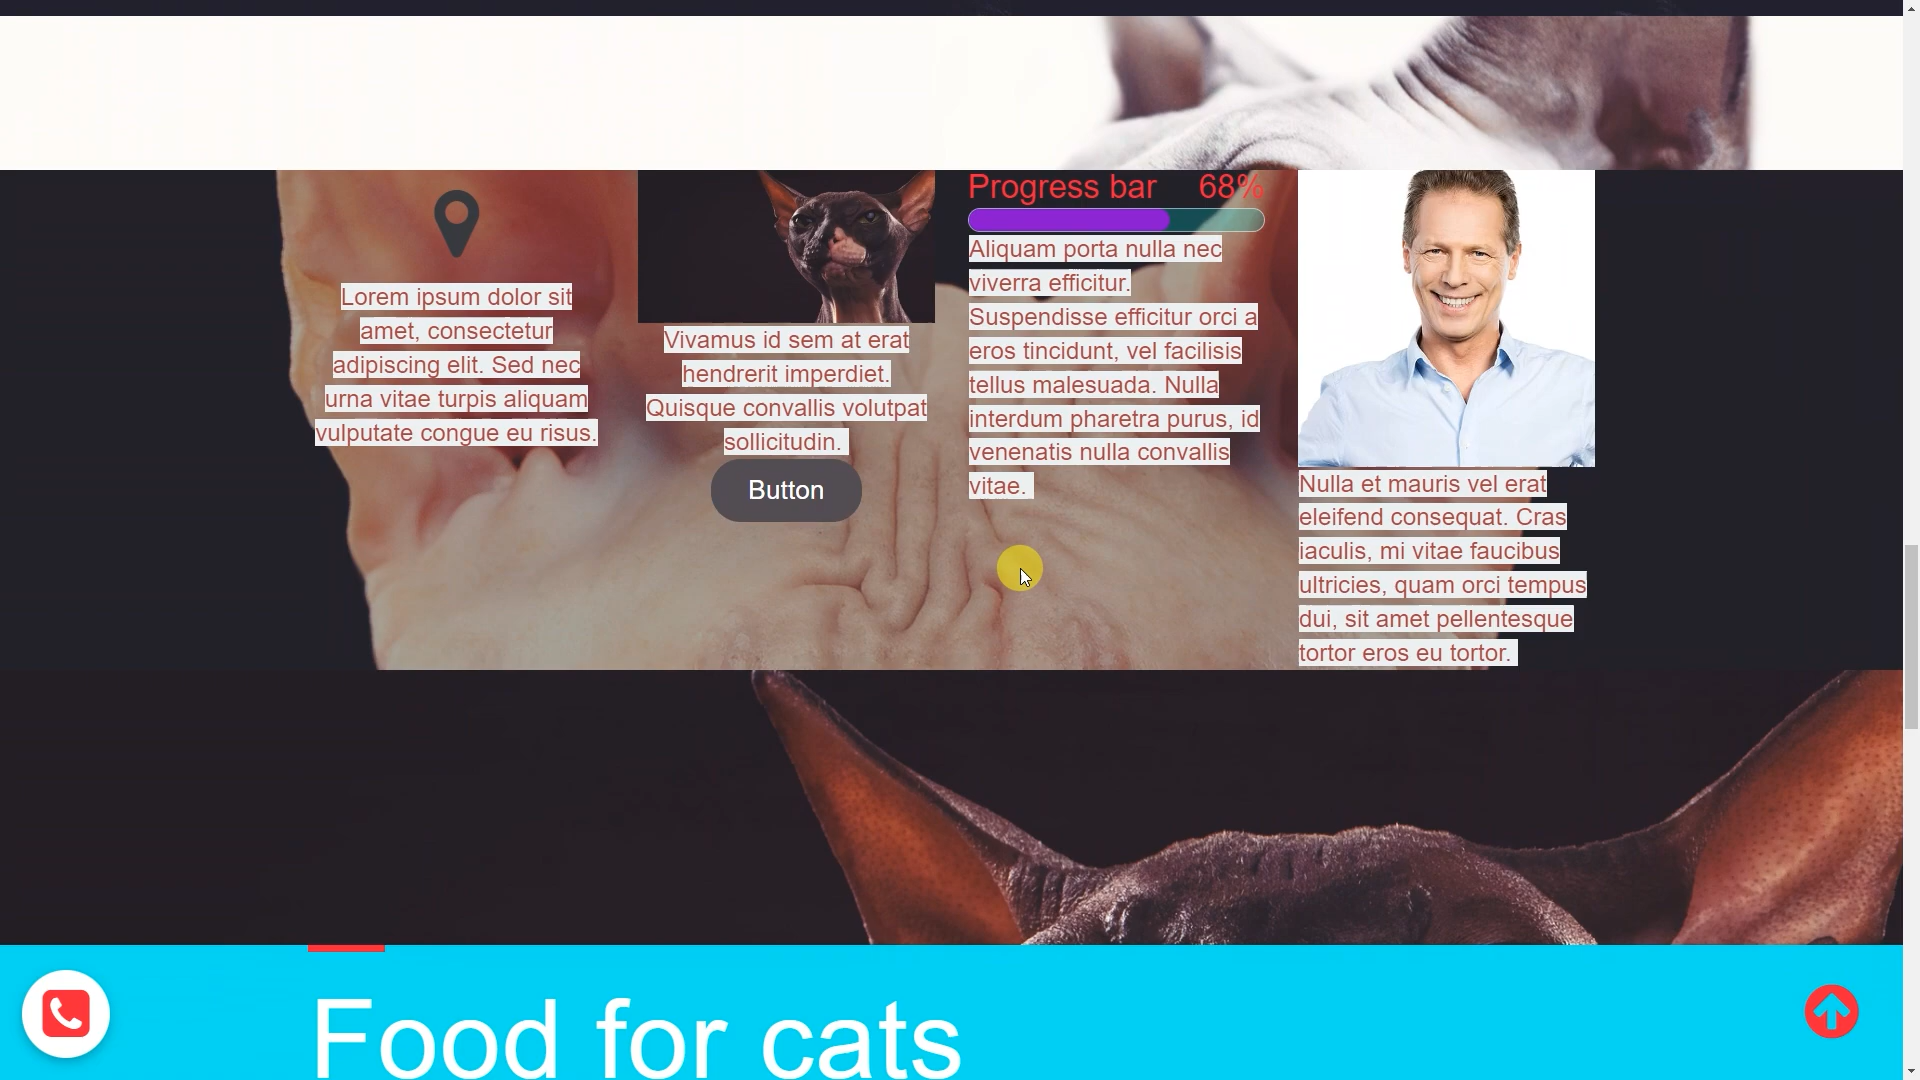 Lorem ipsum dolor sit
amet, consectetur
adipiscing elit. Sed nec
urna vitae turpis aliquam
vulputate congue eu risus.
Vivamus id sem at erat
hendrerit imperdiet.
Quisque convallis volutpat
sollicitudin.
Button
Progress bar 68%
Aliquam porta nulla nec
viverra efficitur.
Suspendisse efficitur orci a
eros tincidunt, vel facilisis
tellus malesuada. Nulla
interdum pharetra purus, id
venenatis nulla convallis
vitae.
Nulla et mauris vel erat
eleifend consequat. Cras
iaculis, mi vitae faucibus
ultricies, quam orci tempus
dui, sit amet pellentesque
tortor eros eu tortor.
Food for cats